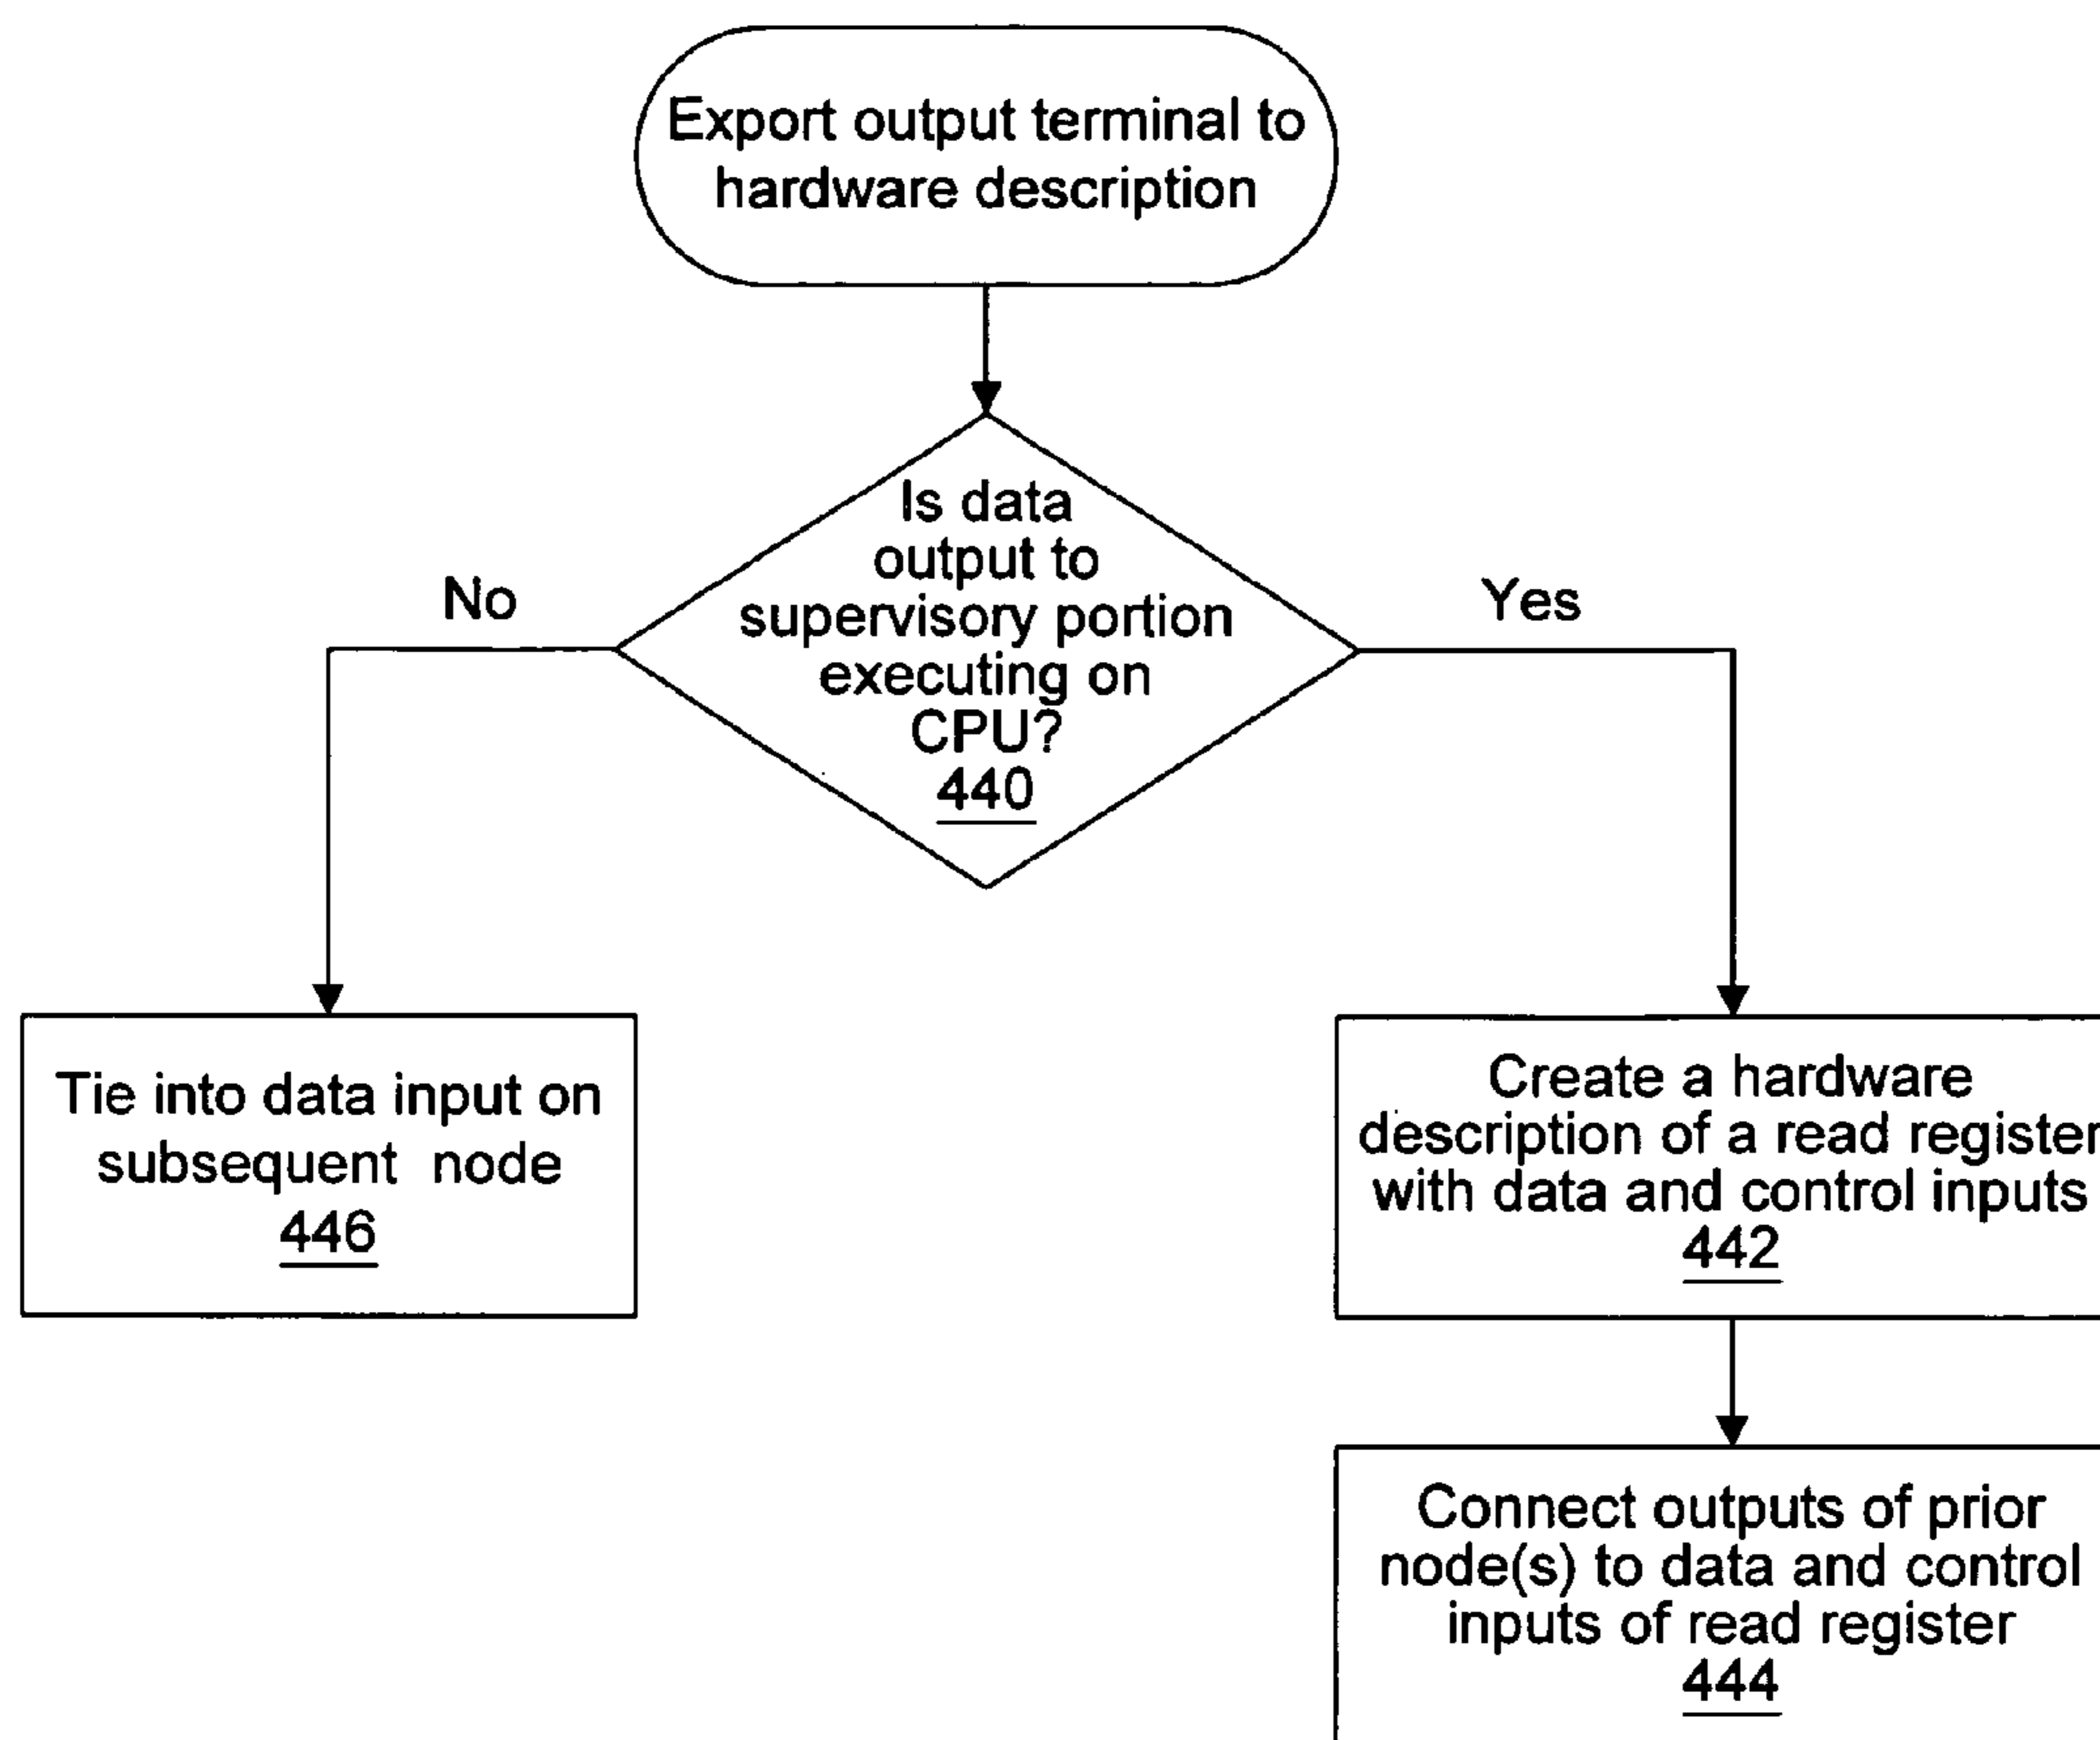 Export output terminal to
hardware description
Is data
output to
supervisory portion
executing on
CPU?
440
No
Yes
Tie into data input on
subsequent node
446
Create a hardware
description of a read register
with data and control inputs
442
Connect outputs of prior
node(s) to data and control
inputs of read register
444